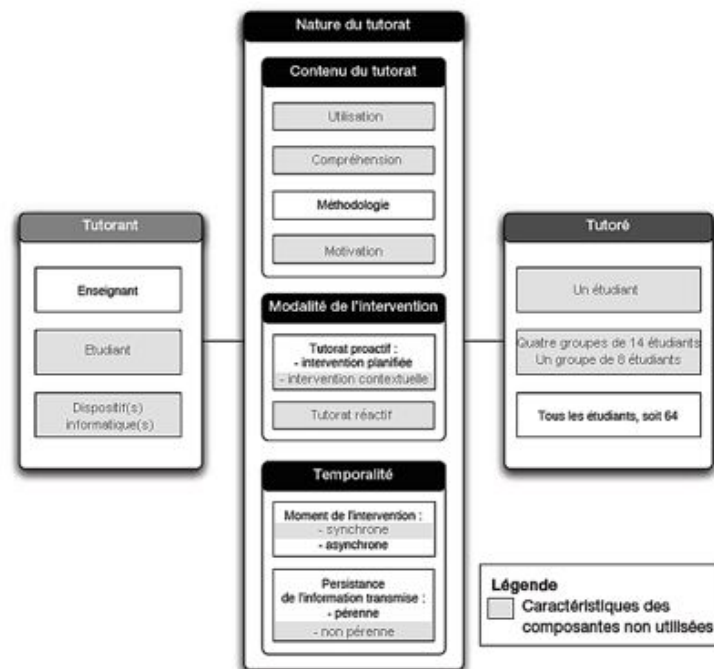 Nature du tutorat
Contenu du tutorat
Utilisation
Compréhension
Méthodologie
Motivation
Tutorant
Enseignant
Etudiant
Dispositif(s)
informatique(s)
Modalité de l'intervention
Tutorat proactif :
- intervention planifiée
- intervention contextuelle
Tutorat réactif
Temporalité
Moment de l'intervention :
- synchrone
- asynchrone
Persistance
de l'information transmise :
- pérenne
- non pérenne
Tutoré
Un étudiant
Quatre groupes de 14 étudiants
Un groupe de 8 étudiants
Tous les étudiants, soit 64
Légende
Caractéristiques des
composantes non utilisées